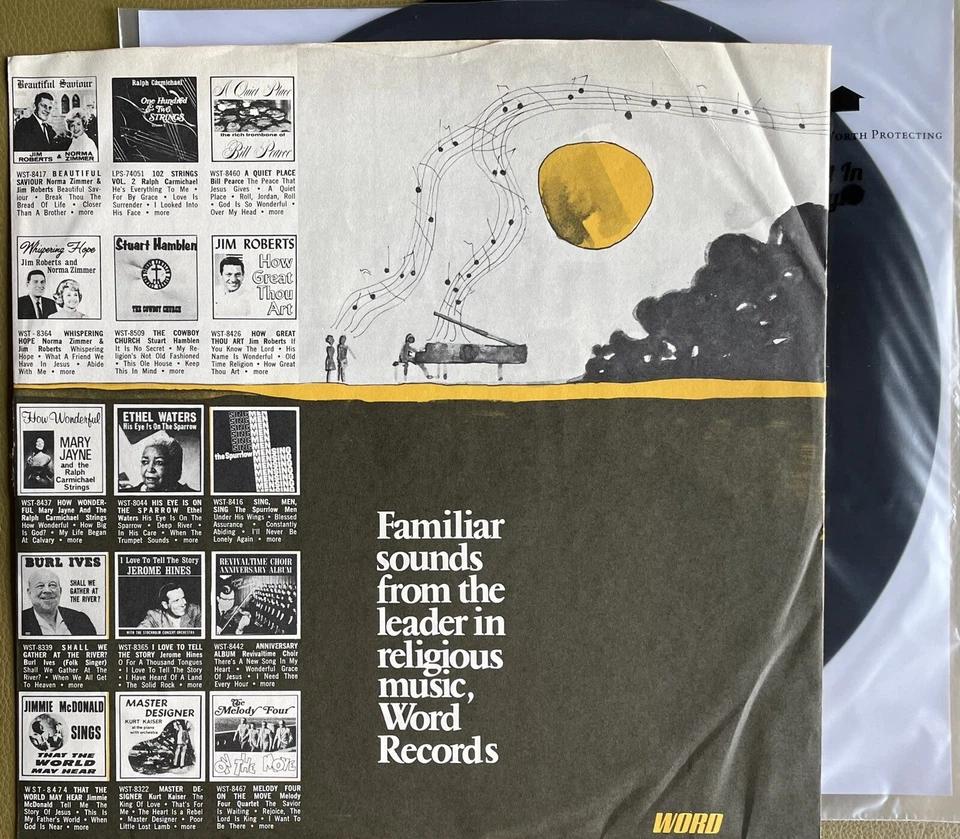 Beautiful Saviour
JIM ROBERTS & NORMA ZIMMER
WST-8417 BEAUTIFUL
SAVIOUR Norma Zimmer &
Jim Roberts Beautiful Sav-
iour • Break Thou The
Bread Of Life • Closer
Than A Brother • more
Ralph Carmichael
One Hundred
& Two
STRINGS
LPS-74051 102 STRINGS
VOL. 2 Ralph Carmichael
He's Everything To Me •
For By Grace • Love Is
Surrender • I Looked Into
His Face • more
A Quiet Place
the rich trombone of
Bill Pearce
WST-8460 A QUIET PLACE
Bill Pearce The Peace That
Jesus Gives • A Quiet
Place • Roll, Jordan, Roll
• God Is So Wonderful •
Over My Head • more
Whispering Hope
Jim Roberts and
Norma Zimmer
WST-8364 WHISPERING
HOPE Norma Zimmer &
Jim Roberts Whispering
Hope • What A Friend We
Have In Jesus • Abide
With Me • more
Stuart Hamblen
THE COWBOY CHURCH
WST-8509 THE COWBOY
CHURCH Stuart Hamblen
It Is No Secret • My Re-
ligion's Not Old Fashioned
• This Ole House • Keep
This In Mind • more
JIM ROBERTS
How
Great
Thou
Art
WST-8426 HOW GREAT
THOU ART Jim Roberts If
You Know The Lord • His
Name Is Wonderful • Old
Time Religion • How Great
Thou Art • more
How Wonderful
MARY
JAYNE
and the
Ralph
Carmichael
Strings
WST-8437 HOW WONDER-
FUL Mary Jayne And The
Ralph Carmichael Strings
How Wonderful • How Big
Is God? • My Life Began
At Calvary • more
ETHEL WATERS
His Eye Is On The Sparrow
WST-8044 HIS EYE IS ON
THE SPARROW Ethel
Waters His Eye Is On The
Sparrow • Deep River •
In His Care • When The
Trumpet Sounds • more
SING MEN
SING
the Spurrlow
MEN SING
WST-8416 SING, MEN,
SING The Spurrlow Men
Under His Wings • Blessed
Assurance • Constantly
Abiding • I'll Never Be
Lonely Again • more
BURL IVES
SHALL WE
GATHER AT
THE RIVER?
WST-8339 SHALL WE
GATHER AT THE RIVER?
Burl Ives (Folk Singer)
Shall We Gather At The
River? • When We All Get
To Heaven • more
I Love To Tell The Story
JEROME HINES
WITH THE STOCKHOLM CONCERT ORCHESTRA
WST-8365 I LOVE TO TELL
THE STORY Jerome Hines
O For A Thousand Tongues
• I Love To Tell The Story
• I Have Heard Of A Land
• The Solid Rock • more
REVIVALTIME CHOIR
ANNIVERSARY ALBUM
WST-8442 ANNIVERSARY
ALBUM Revivaltime Choir
There's A New Song In My
Heart • Wonderful Grace
Of Jesus • I Need Thee
Every Hour • more
JIMMIE McDONALD
SINGS
THAT THE
WORLD
MAY HEAR
WST-8474 THAT THE
WORLD MAY HEAR Jimmie
McDonald Tell Me The
Story Of Jesus • This Is
My Father's World • When
God Is Near • more
MASTER
DESIGNER
KURT KAISER
at the piano
with orchestra
WST-8322 MASTER DE-
SIGNER Kurt Kaiser The
King Of Love • That's For
Me • The Heart Is a Rebel
• Master Designer • Poor
Little Lost Lamb • more
The
Melody Four
ON THE MOVE
WST-8467 MELODY FOUR
ON THE MOVE Melody
Four Quartet The Savior
Is Waiting • Rejoice, The
Lord Is King • I Want To
Be There • more
Familiar
sounds
from the
leader in
religious
music,
Word
Records
WORD
WORTH PROTECTING
In